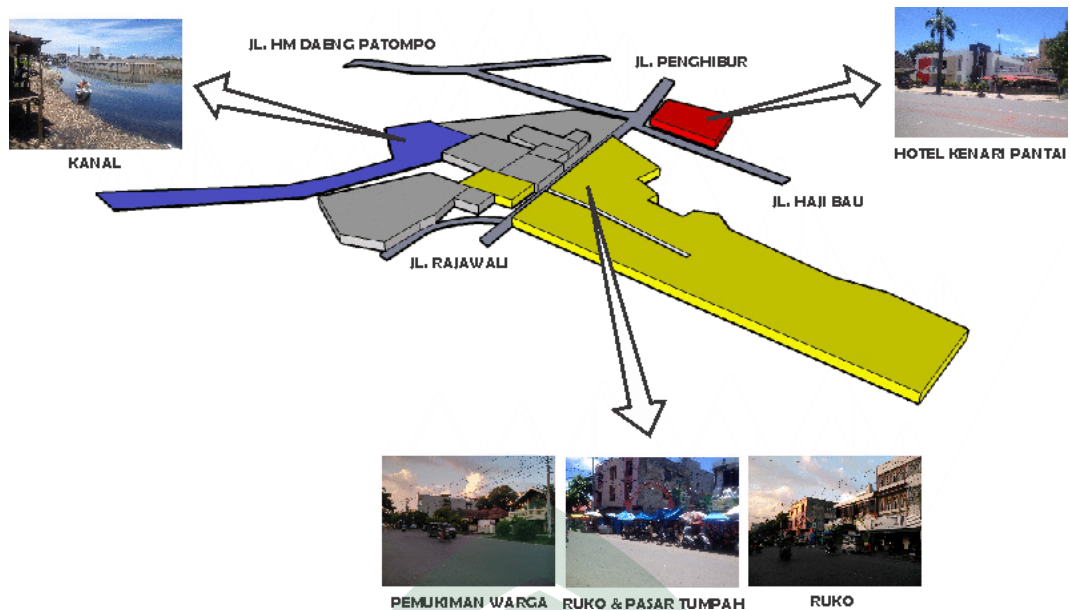 JL. HM DAENG PATOMPO
JL. PENGHIBUR
KANAL
HOTEL KENARI PANTAI
JL. HAJI BAU
JL. RAJAWALI
PEMUKIMAN WARGA
RUKO & PASAR TUMPAH
RUKO